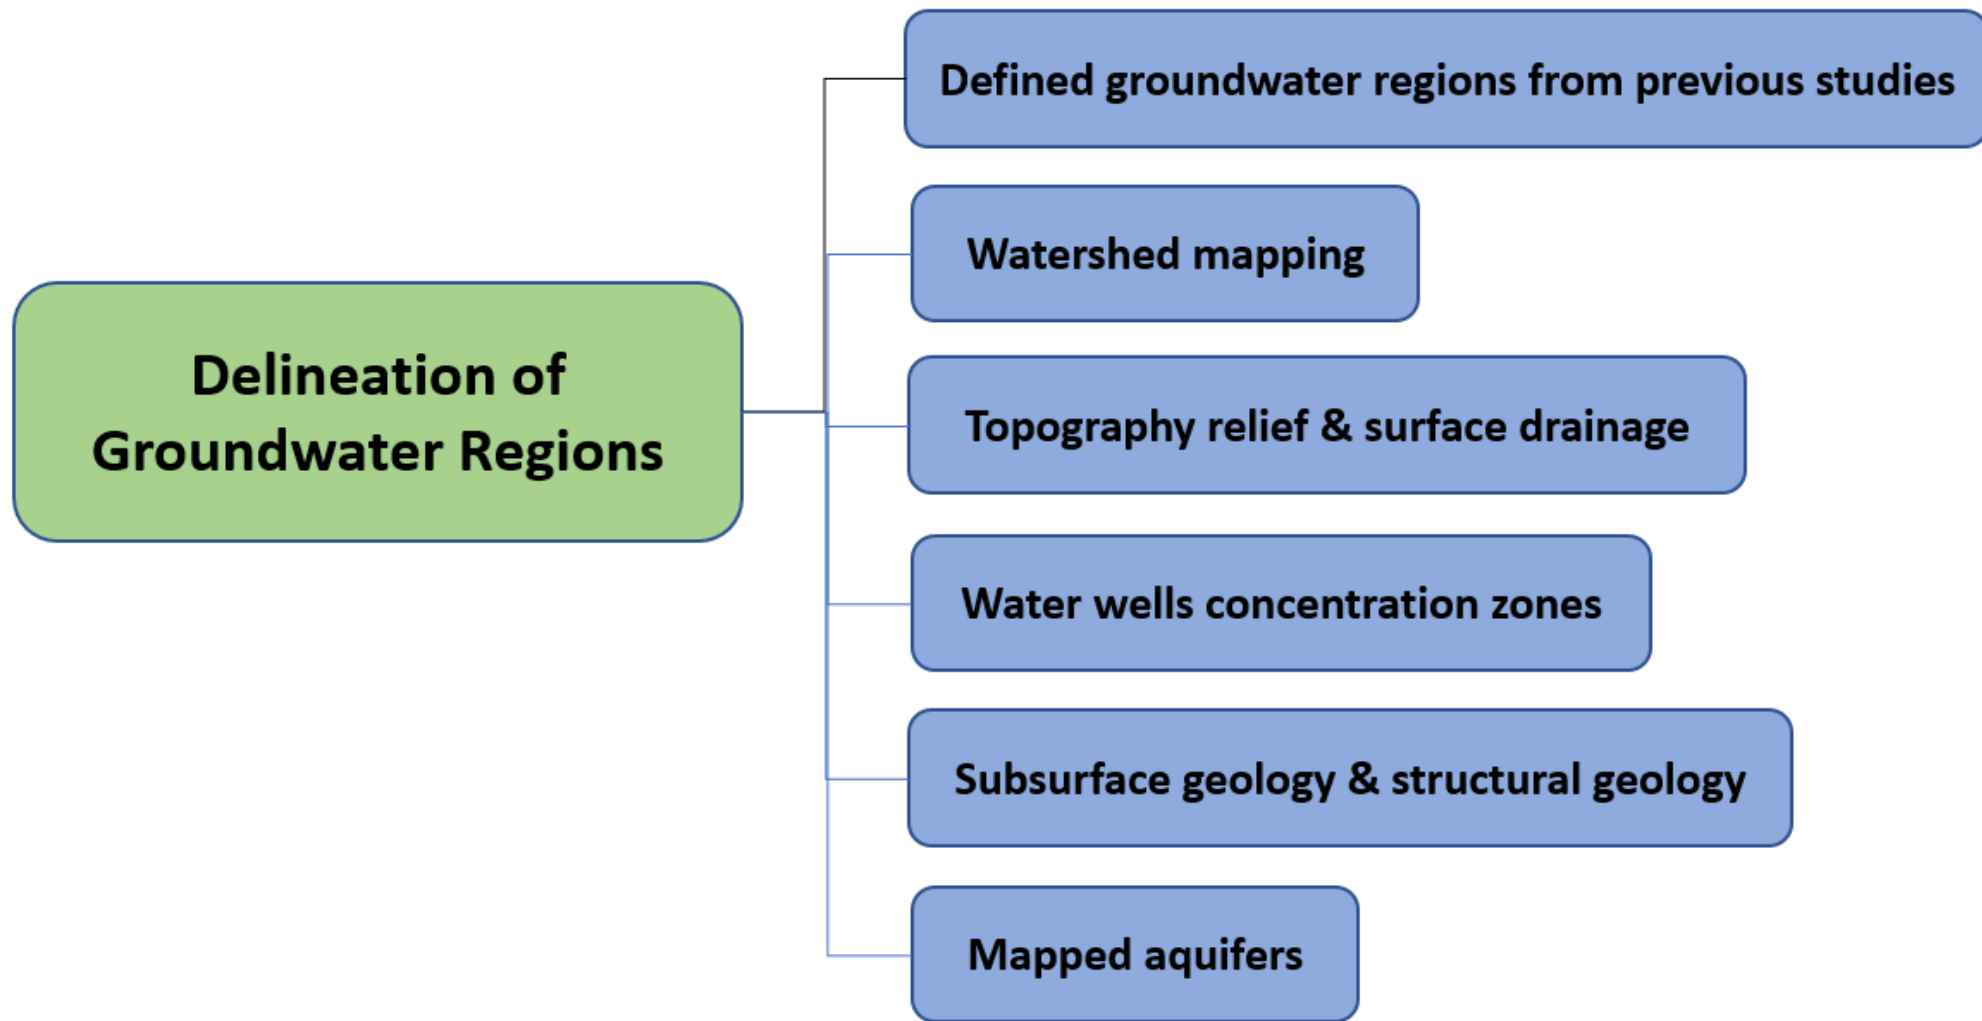 Delineation of
Groundwater Regions
Defined groundwater regions from previous studies
Watershed mapping
Topography relief & surface drainage
Water wells concentration zones
Subsurface geology & structural geology
Mapped aquifers